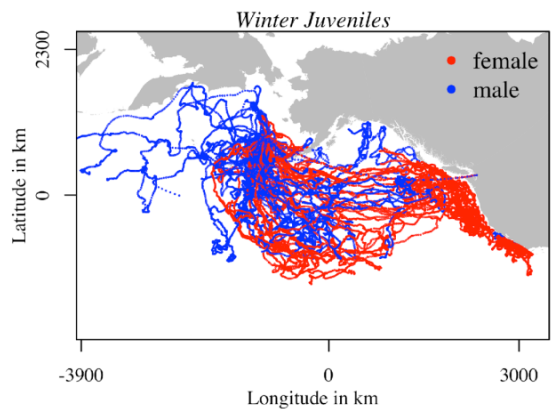 Winter Juveniles
female
male
2300
0
Latitude in km
-3900
0
3000
Longitude in km